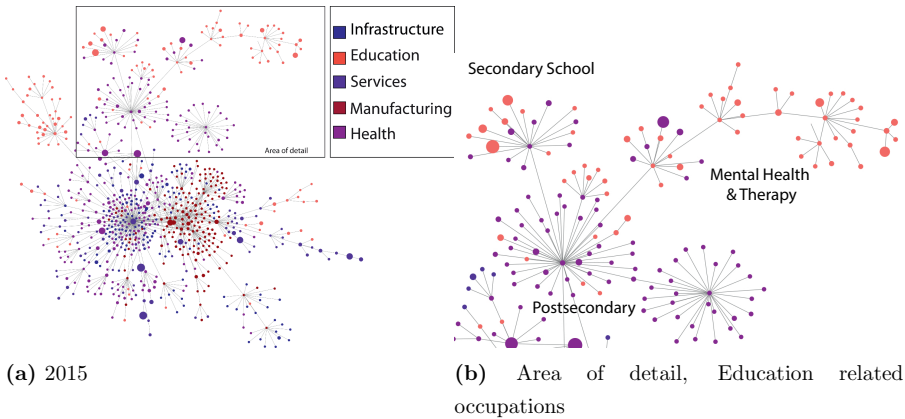 Infrastructure
Education
Services
Manufacturing
Health
Area of detail
(a) 2015
Secondary School
Mental Health
& Therapy
Postsecondary
(b) Area of detail, Education related
occupations